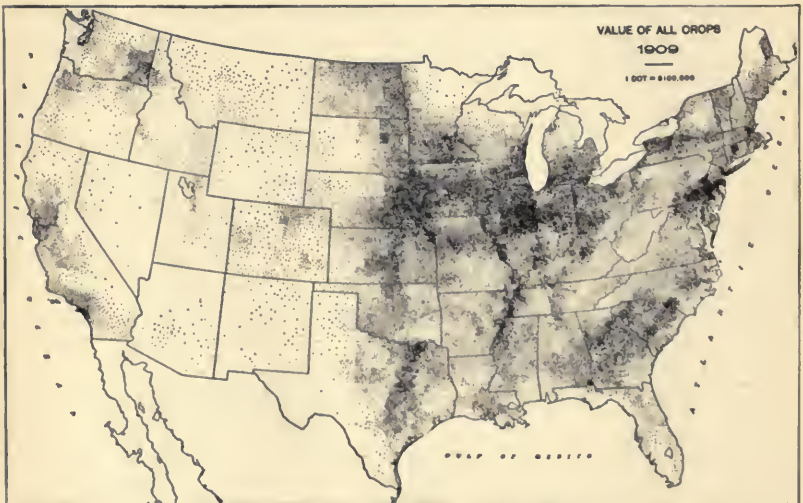 VALUE OF ALL CROPS
1909
1 DOT = $100,000
GULF OF MEXICO